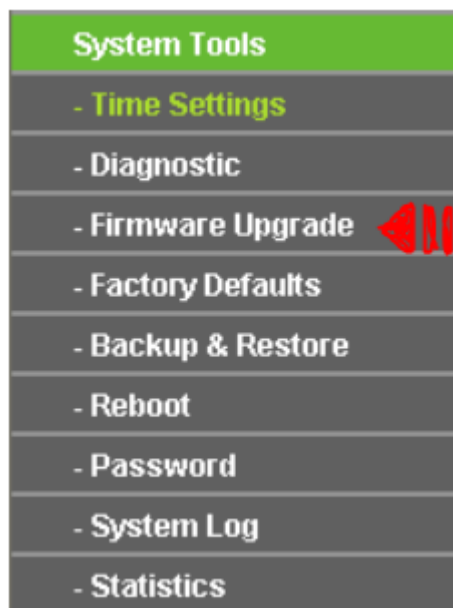 System Tools
- Time Settings
- Diagnostic
- Firmware Upgrade
- Factory Defaults
- Backup & Restore
- Reboot
- Password
- System Log
- Statistics